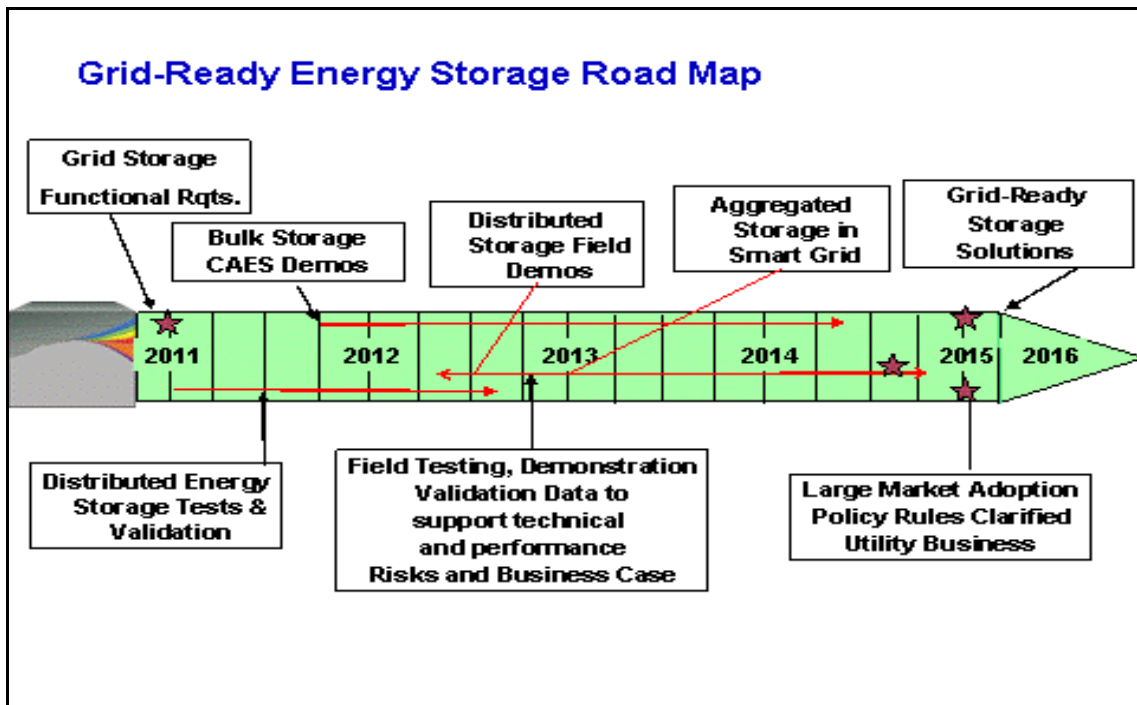 Grid-Ready Energy Storage Road Map
Grid Storage
Functional Rqts.
Bulk Storage
CAES Demos
Distributed
Storage Field
Demos
Aggregated
Storage in
Smart Grid
Grid-Ready
Storage
Solutions
2011
2012
2013
2014
2015
2016
Distributed Energy
Storage Tests &
Validation
Field Testing, Demonstration
Validation Data to
support technical
and performance
Risks and Business Case
Large Market Adoption
Policy Rules Clarified
Utility Business